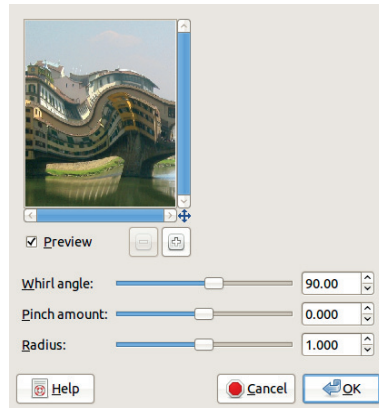 Preview
Whirl angle: 90.00
Pinch amount: 0.000
Radius: 1.000
Help Cancel OK